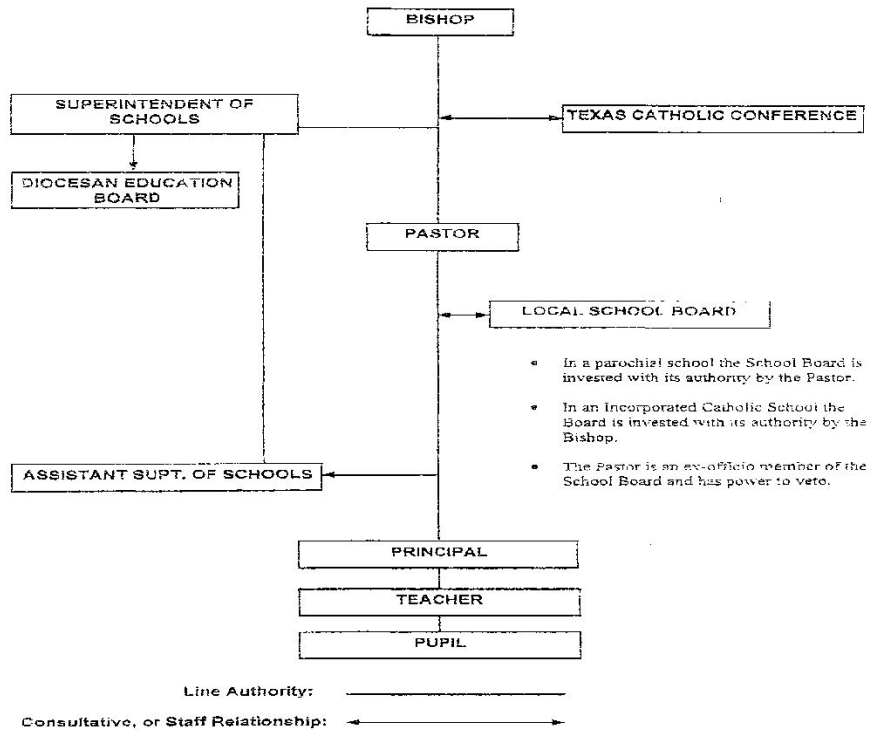 BISHOP
SUPERINTENDENT OF
SCHOOLS
TEXAS CATHOLIC CONFERENCE
DIOCESAN EDUCATION
BOARD
PASTOR
LOCAL SCHOOL BOARD
• In a parochial school the School Board is
invested with its authority by the Pastor.
• In an Incorporated Catholic School the
Board is invested with its authority by the
Bishop.
• The Pastor is an ex-officio member of the
School Board and has power to veto.
ASSISTANT SUPT. OF SCHOOLS
PRINCIPAL
TEACHER
PUPIL
Line Authority:
Consultative, or Staff Relationship: